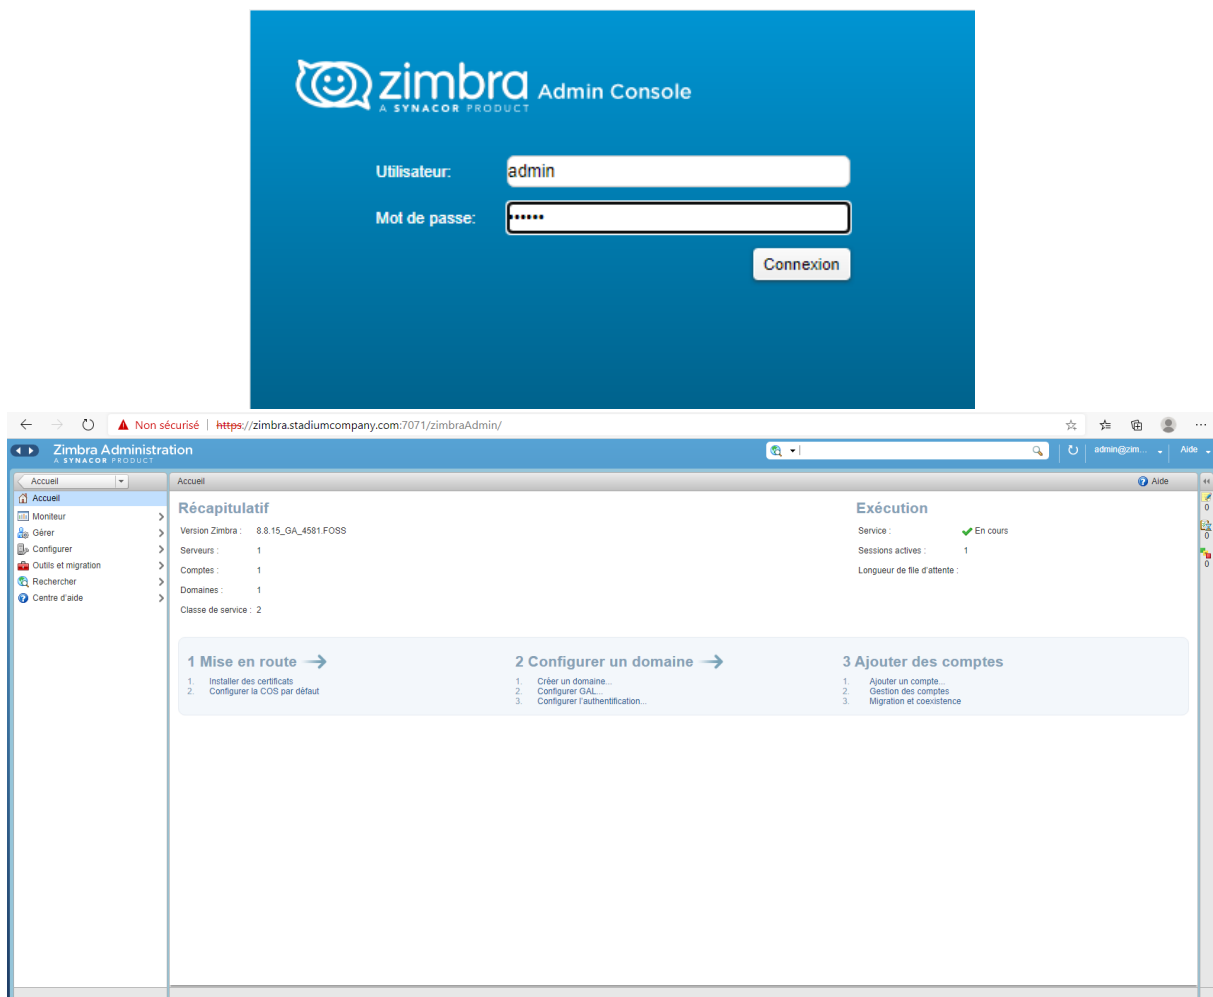 zimbra Admin Console
A SYNACOR PRODUCT
Utilisateur: admin
Mot de passe: ••••••
Connexion
Non sécurisé | https://zimbra.stadiumcompany.com:7071/zimbraAdmin/
Zimbra Administration
A SYNACOR PRODUCT
admin@zim...
Aide
Accueil
Accueil
Moniteur
Gérer
Configurer
Outils et migration
Rechercher
Centre d'aide
Accueil
Aide
Récapitulatif
Version Zimbra : 8.8.15_GA_4581.FOSS
Serveurs : 1
Comptes : 1
Domaines : 1
Classe de service : 2
Exécution
Service : En cours
Sessions actives : 1
Longueur de file d'attente :
1 Mise en route
1. Installer des certificats
2. Configurer la COS par défaut
2 Configurer un domaine
1. Créer un domaine...
2. Configurer GAL...
3. Configurer l'authentification...
3 Ajouter des comptes
1. Ajouter un compte...
2. Gestion des comptes
3. Migration et coexistence
0
0
0